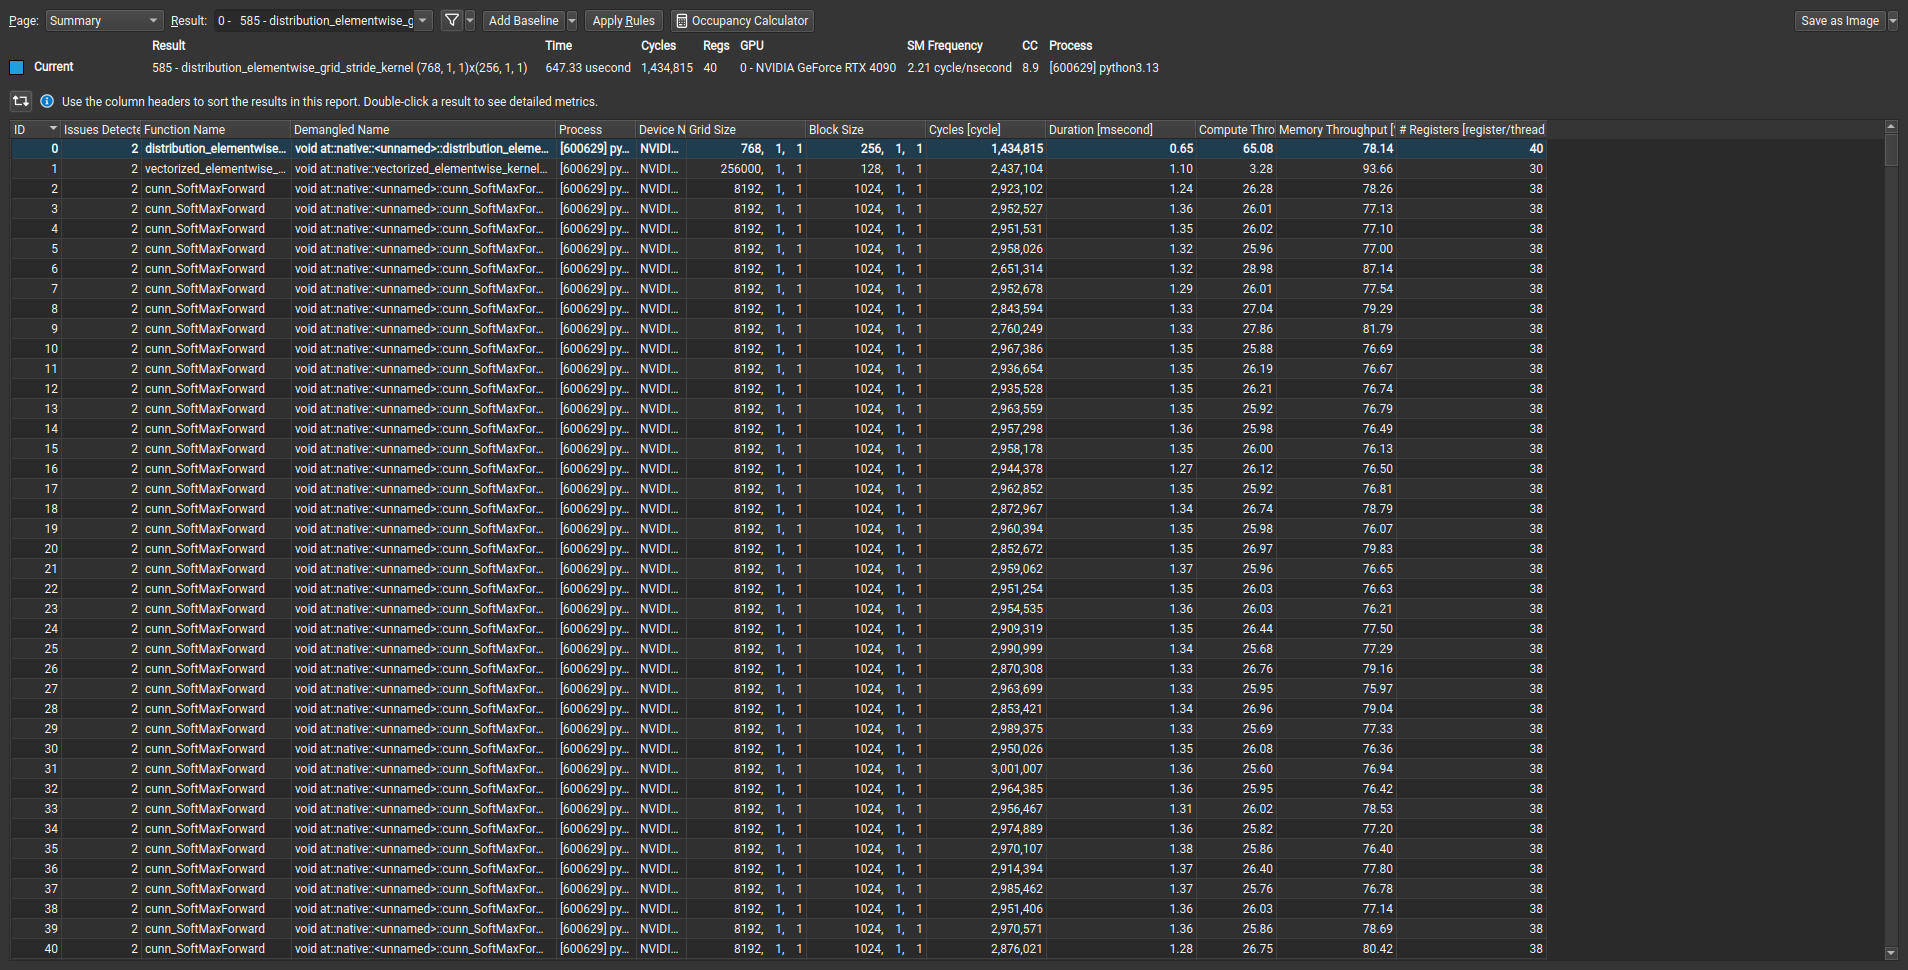 Page: Summary Result: 0 - 585 - distribution_elementwise_g Add Baseline Apply Rules Occupancy Calculator Save as Image
Result Time Cycles Regs GPU SM Frequency CC Process
Current 585 - distribution_elementwise_grid_stride_kernel (768, 1, 1)x(256, 1, 1) 647.33 usecond 1,434,815 40 0 - NVIDIA GeForce RTX 4090 2.21 cycle/nsecond 8.9 [600629] python3.13
Use the column headers to sort the results in this report. Double-click a result to see detailed metrics.
ID Issues Detecte Function Name Demangled Name Process Device N Grid Size Block Size Cycles [cycle] Duration [msecond] Compute Thro Memory Throughput [ # Registers [register/thread
0 2 distribution_elementwise... void at::native::<unnamed>::distribution_eleme... [600629] py... NVIDI... 768, 1, 1 256, 1, 1 1,434,815 0.65 65.08 78.14 40
1 2 vectorized_elementwise_... void at::native::vectorized_elementwise_kernel... [600629] py... NVIDI... 256000, 1, 1 128, 1, 1 2,437,104 1.10 3.28 93.66 30
2 2 cunn_SoftMaxForward void at::native::<unnamed>::cunn_SoftMaxFor... [600629] py... NVIDI... 8192, 1, 1 1024, 1, 1 2,923,102 1.24 26.28 78.26 38
3 2 cunn_SoftMaxForward void at::native::<unnamed>::cunn_SoftMaxFor... [600629] py... NVIDI... 8192, 1, 1 1024, 1, 1 2,952,527 1.36 26.01 77.13 38
4 2 cunn_SoftMaxForward void at::native::<unnamed>::cunn_SoftMaxFor... [600629] py... NVIDI... 8192, 1, 1 1024, 1, 1 2,951,531 1.35 26.02 77.10 38
5 2 cunn_SoftMaxForward void at::native::<unnamed>::cunn_SoftMaxFor... [600629] py... NVIDI... 8192, 1, 1 1024, 1, 1 2,958,026 1.32 25.96 77.00 38
6 2 cunn_SoftMaxForward void at::native::<unnamed>::cunn_SoftMaxFor... [600629] py... NVIDI... 8192, 1, 1 1024, 1, 1 2,651,314 1.32 28.98 87.14 38
7 2 cunn_SoftMaxForward void at::native::<unnamed>::cunn_SoftMaxFor... [600629] py... NVIDI... 8192, 1, 1 1024, 1, 1 2,952,678 1.29 26.01 77.54 38
8 2 cunn_SoftMaxForward void at::native::<unnamed>::cunn_SoftMaxFor... [600629] py... NVIDI... 8192, 1, 1 1024, 1, 1 2,843,594 1.33 27.04 79.29 38
9 2 cunn_SoftMaxForward void at::native::<unnamed>::cunn_SoftMaxFor... [600629] py... NVIDI... 8192, 1, 1 1024, 1, 1 2,760,249 1.33 27.86 81.79 38
10 2 cunn_SoftMaxForward void at::native::<unnamed>::cunn_SoftMaxFor... [600629] py... NVIDI... 8192, 1, 1 1024, 1, 1 2,967,386 1.35 25.88 76.69 38
11 2 cunn_SoftMaxForward void at::native::<unnamed>::cunn_SoftMaxFor... [600629] py... NVIDI... 8192, 1, 1 1024, 1, 1 2,936,654 1.35 26.19 76.67 38
12 2 cunn_SoftMaxForward void at::native::<unnamed>::cunn_SoftMaxFor... [600629] py... NVIDI... 8192, 1, 1 1024, 1, 1 2,935,528 1.35 26.21 76.74 38
13 2 cunn_SoftMaxForward void at::native::<unnamed>::cunn_SoftMaxFor... [600629] py... NVIDI... 8192, 1, 1 1024, 1, 1 2,963,559 1.35 25.92 76.79 38
14 2 cunn_SoftMaxForward void at::native::<unnamed>::cunn_SoftMaxFor... [600629] py... NVIDI... 8192, 1, 1 1024, 1, 1 2,957,298 1.36 25.98 76.49 38
15 2 cunn_SoftMaxForward void at::native::<unnamed>::cunn_SoftMaxFor... [600629] py... NVIDI... 8192, 1, 1 1024, 1, 1 2,958,178 1.35 26.00 76.13 38
16 2 cunn_SoftMaxForward void at::native::<unnamed>::cunn_SoftMaxFor... [600629] py... NVIDI... 8192, 1, 1 1024, 1, 1 2,944,378 1.27 26.12 76.50 38
17 2 cunn_SoftMaxForward void at::native::<unnamed>::cunn_SoftMaxFor... [600629] py... NVIDI... 8192, 1, 1 1024, 1, 1 2,962,852 1.35 25.92 76.81 38
18 2 cunn_SoftMaxForward void at::native::<unnamed>::cunn_SoftMaxFor... [600629] py... NVIDI... 8192, 1, 1 1024, 1, 1 2,872,967 1.34 26.74 78.79 38
19 2 cunn_SoftMaxForward void at::native::<unnamed>::cunn_SoftMaxFor... [600629] py... NVIDI... 8192, 1, 1 1024, 1, 1 2,960,394 1.35 25.98 76.07 38
20 2 cunn_SoftMaxForward void at::native::<unnamed>::cunn_SoftMaxFor... [600629] py... NVIDI... 8192, 1, 1 1024, 1, 1 2,852,672 1.35 26.97 79.83 38
21 2 cunn_SoftMaxForward void at::native::<unnamed>::cunn_SoftMaxFor... [600629] py... NVIDI... 8192, 1, 1 1024, 1, 1 2,959,062 1.37 25.96 76.65 38
22 2 cunn_SoftMaxForward void at::native::<unnamed>::cunn_SoftMaxFor... [600629] py... NVIDI... 8192, 1, 1 1024, 1, 1 2,951,254 1.35 26.03 76.63 38
23 2 cunn_SoftMaxForward void at::native::<unnamed>::cunn_SoftMaxFor... [600629] py... NVIDI... 8192, 1, 1 1024, 1, 1 2,954,535 1.36 26.03 76.21 38
24 2 cunn_SoftMaxForward void at::native::<unnamed>::cunn_SoftMaxFor... [600629] py... NVIDI... 8192, 1, 1 1024, 1, 1 2,909,319 1.35 26.44 77.50 38
25 2 cunn_SoftMaxForward void at::native::<unnamed>::cunn_SoftMaxFor... [600629] py... NVIDI... 8192, 1, 1 1024, 1, 1 2,990,999 1.34 25.68 77.29 38
26 2 cunn_SoftMaxForward void at::native::<unnamed>::cunn_SoftMaxFor... [600629] py... NVIDI... 8192, 1, 1 1024, 1, 1 2,870,308 1.33 26.76 79.16 38
27 2 cunn_SoftMaxForward void at::native::<unnamed>::cunn_SoftMaxFor... [600629] py... NVIDI... 8192, 1, 1 1024, 1, 1 2,963,699 1.33 25.95 75.97 38
28 2 cunn_SoftMaxForward void at::native::<unnamed>::cunn_SoftMaxFor... [600629] py... NVIDI... 8192, 1, 1 1024, 1, 1 2,853,421 1.34 26.96 79.04 38
29 2 cunn_SoftMaxForward void at::native::<unnamed>::cunn_SoftMaxFor... [600629] py... NVIDI... 8192, 1, 1 1024, 1, 1 2,989,375 1.33 25.69 77.33 38
30 2 cunn_SoftMaxForward void at::native::<unnamed>::cunn_SoftMaxFor... [600629] py... NVIDI... 8192, 1, 1 1024, 1, 1 2,950,026 1.35 26.08 76.36 38
31 2 cunn_SoftMaxForward void at::native::<unnamed>::cunn_SoftMaxFor... [600629] py... NVIDI... 8192, 1, 1 1024, 1, 1 3,001,007 1.36 25.60 76.94 38
32 2 cunn_SoftMaxForward void at::native::<unnamed>::cunn_SoftMaxFor... [600629] py... NVIDI... 8192, 1, 1 1024, 1, 1 2,964,385 1.36 25.95 76.42 38
33 2 cunn_SoftMaxForward void at::native::<unnamed>::cunn_SoftMaxFor... [600629] py... NVIDI... 8192, 1, 1 1024, 1, 1 2,956,467 1.31 26.02 78.53 38
34 2 cunn_SoftMaxForward void at::native::<unnamed>::cunn_SoftMaxFor... [600629] py... NVIDI... 8192, 1, 1 1024, 1, 1 2,974,889 1.36 25.82 77.20 38
35 2 cunn_SoftMaxForward void at::native::<unnamed>::cunn_SoftMaxFor... [600629] py... NVIDI... 8192, 1, 1 1024, 1, 1 2,970,107 1.38 25.86 76.40 38
36 2 cunn_SoftMaxForward void at::native::<unnamed>::cunn_SoftMaxFor... [600629] py... NVIDI... 8192, 1, 1 1024, 1, 1 2,914,394 1.37 26.40 77.80 38
37 2 cunn_SoftMaxForward void at::native::<unnamed>::cunn_SoftMaxFor... [600629] py... NVIDI... 8192, 1, 1 1024, 1, 1 2,985,462 1.37 25.76 76.78 38
38 2 cunn_SoftMaxForward void at::native::<unnamed>::cunn_SoftMaxFor... [600629] py... NVIDI... 8192, 1, 1 1024, 1, 1 2,951,406 1.36 26.03 77.14 38
39 2 cunn_SoftMaxForward void at::native::<unnamed>::cunn_SoftMaxFor... [600629] py... NVIDI... 8192, 1, 1 1024, 1, 1 2,970,571 1.36 25.86 78.69 38
40 2 cunn_SoftMaxForward void at::native::<unnamed>::cunn_SoftMaxFor... [600629] py... NVIDI... 8192, 1, 1 1024, 1, 1 2,876,021 1.28 26.75 80.42 38